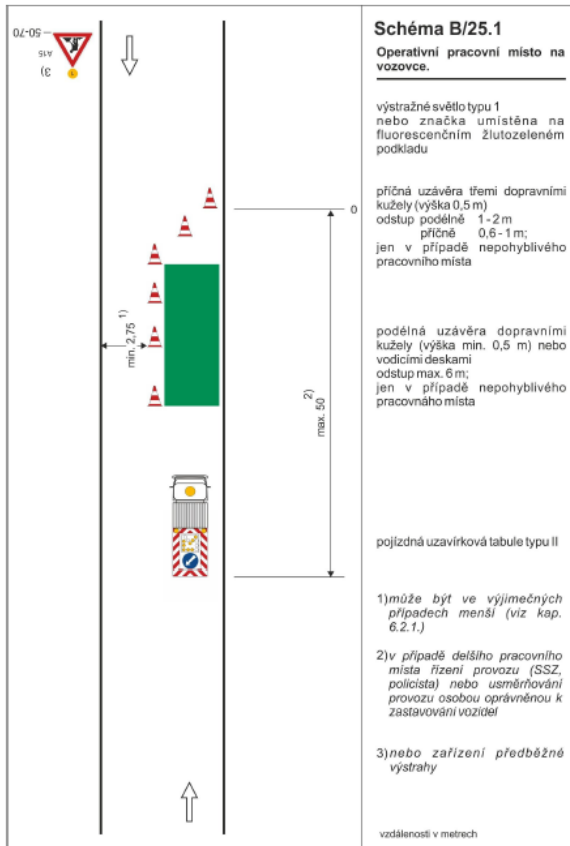 50-70
A15
3)
1
Schéma B/25.1
Operativní pracovní místo na
vozovce.
výstražné světlo typu 1
nebo značka umístěna na
fluorescenčním žlutozeleném
podkladu
0
příčná uzávěra třemi dopravními
kužely (výška 0,5 m)
odstup podélně 1-2 m
příčně 0,6-1 m;
jen v případě nepohyblivého
pracovního místa
min. 2,75 1)
podélná uzávěra dopravními
kužely (výška min. 0,5 m) nebo
vodicími deskami
odstup max. 6 m;
jen v případě nepohyblivého
pracovnáho místa
max. 50 2)
pojízdná uzavírková tabule typu II
1) může být ve výjimečných
případech menší (viz kap.
6.2.1.)
2) v případě delšího pracovního
místa řízení provozu (SSZ,
policista) nebo usměrňování
provozu osobou oprávněnou k
zastavování vozidel
3) nebo zařízení předběžné
výstrahy
vzdálenosti v metrech